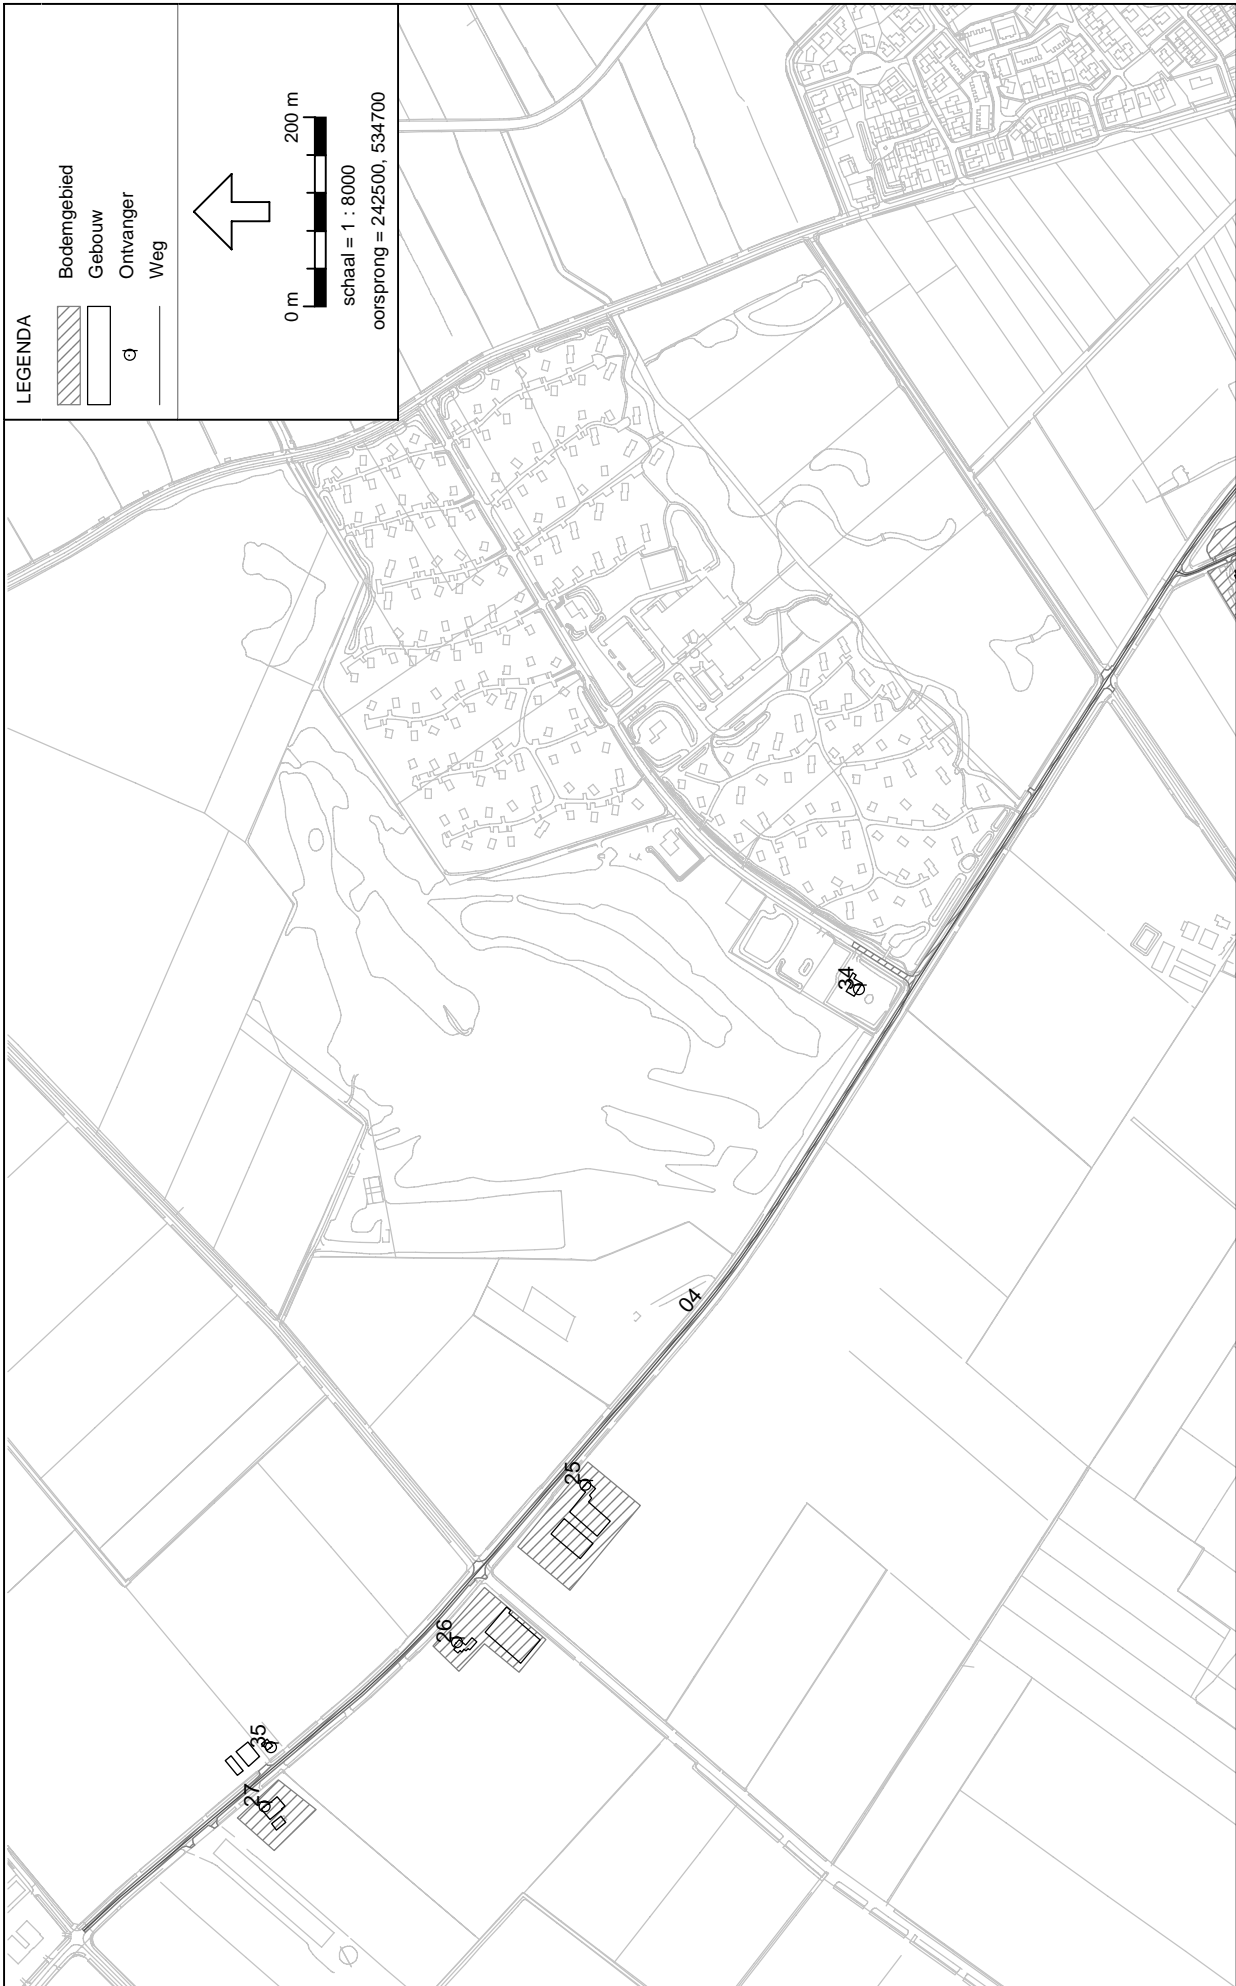 LEGENDA
Bodemgebied
Gebouw
Ontvanger
Weg
0 m 200 m
schaal = 1 : 8000
oorsprong = 242500, 534700
34
04
25
26
35
27